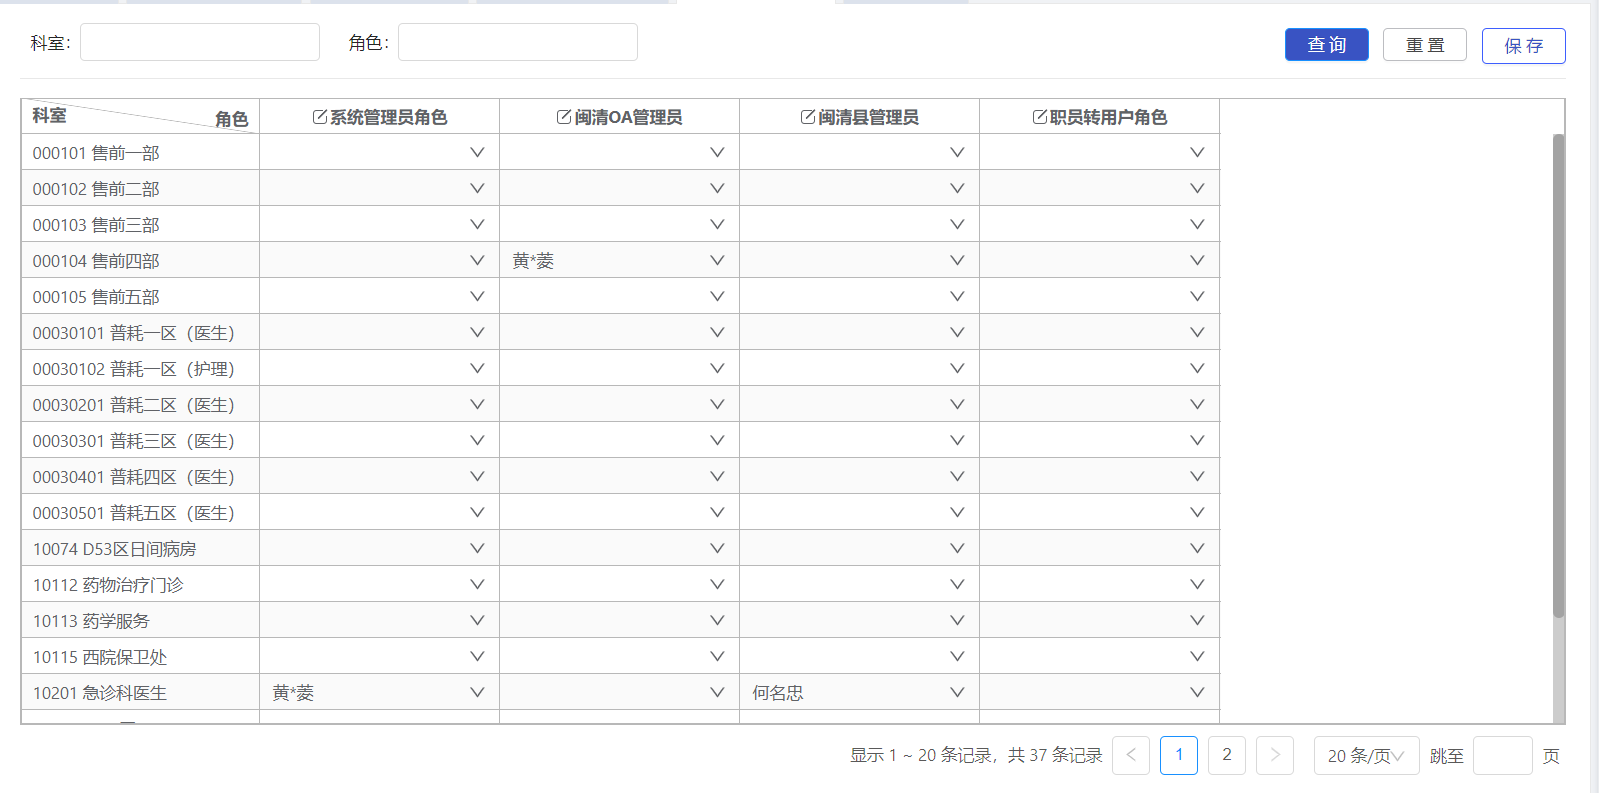 科室: 角色: 查询 重置 保存
科室 角色 系统管理员角色 闽清OA管理员 闽清县管理员 职员转用户角色
000101 售前一部
000102 售前二部
000103 售前三部
000104 售前四部 黄*菱
000105 售前五部
00030101 普耗一区（医生）
00030102 普耗一区（护理）
00030201 普耗二区（医生）
00030301 普耗三区（医生）
00030401 普耗四区（医生）
00030501 普耗五区（医生）
10074 D53区日间病房
10112 药物治疗门诊
10113 药学服务
10115 西院保卫处
10201 急诊科医生 黄*菱 何名忠
显示 1 ~ 20 条记录，共 37 条记录 < 1 2 > 20 条/页 跳至 页